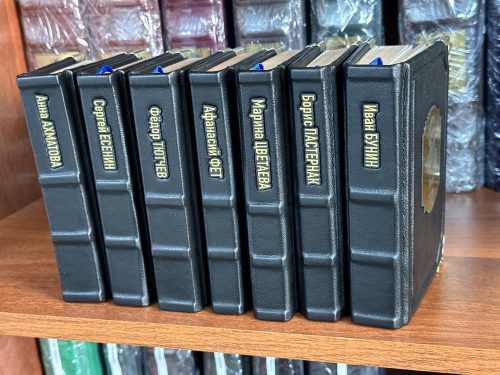 Анна АХМАТОВА
Сергей ЕСЕНИН
Фёдор ТЮТЧЕВ
Афанасий ФЕТ
Марина ЦВЕТАЕВА
Борис ПАСТЕРНАК
Иван БУНИН